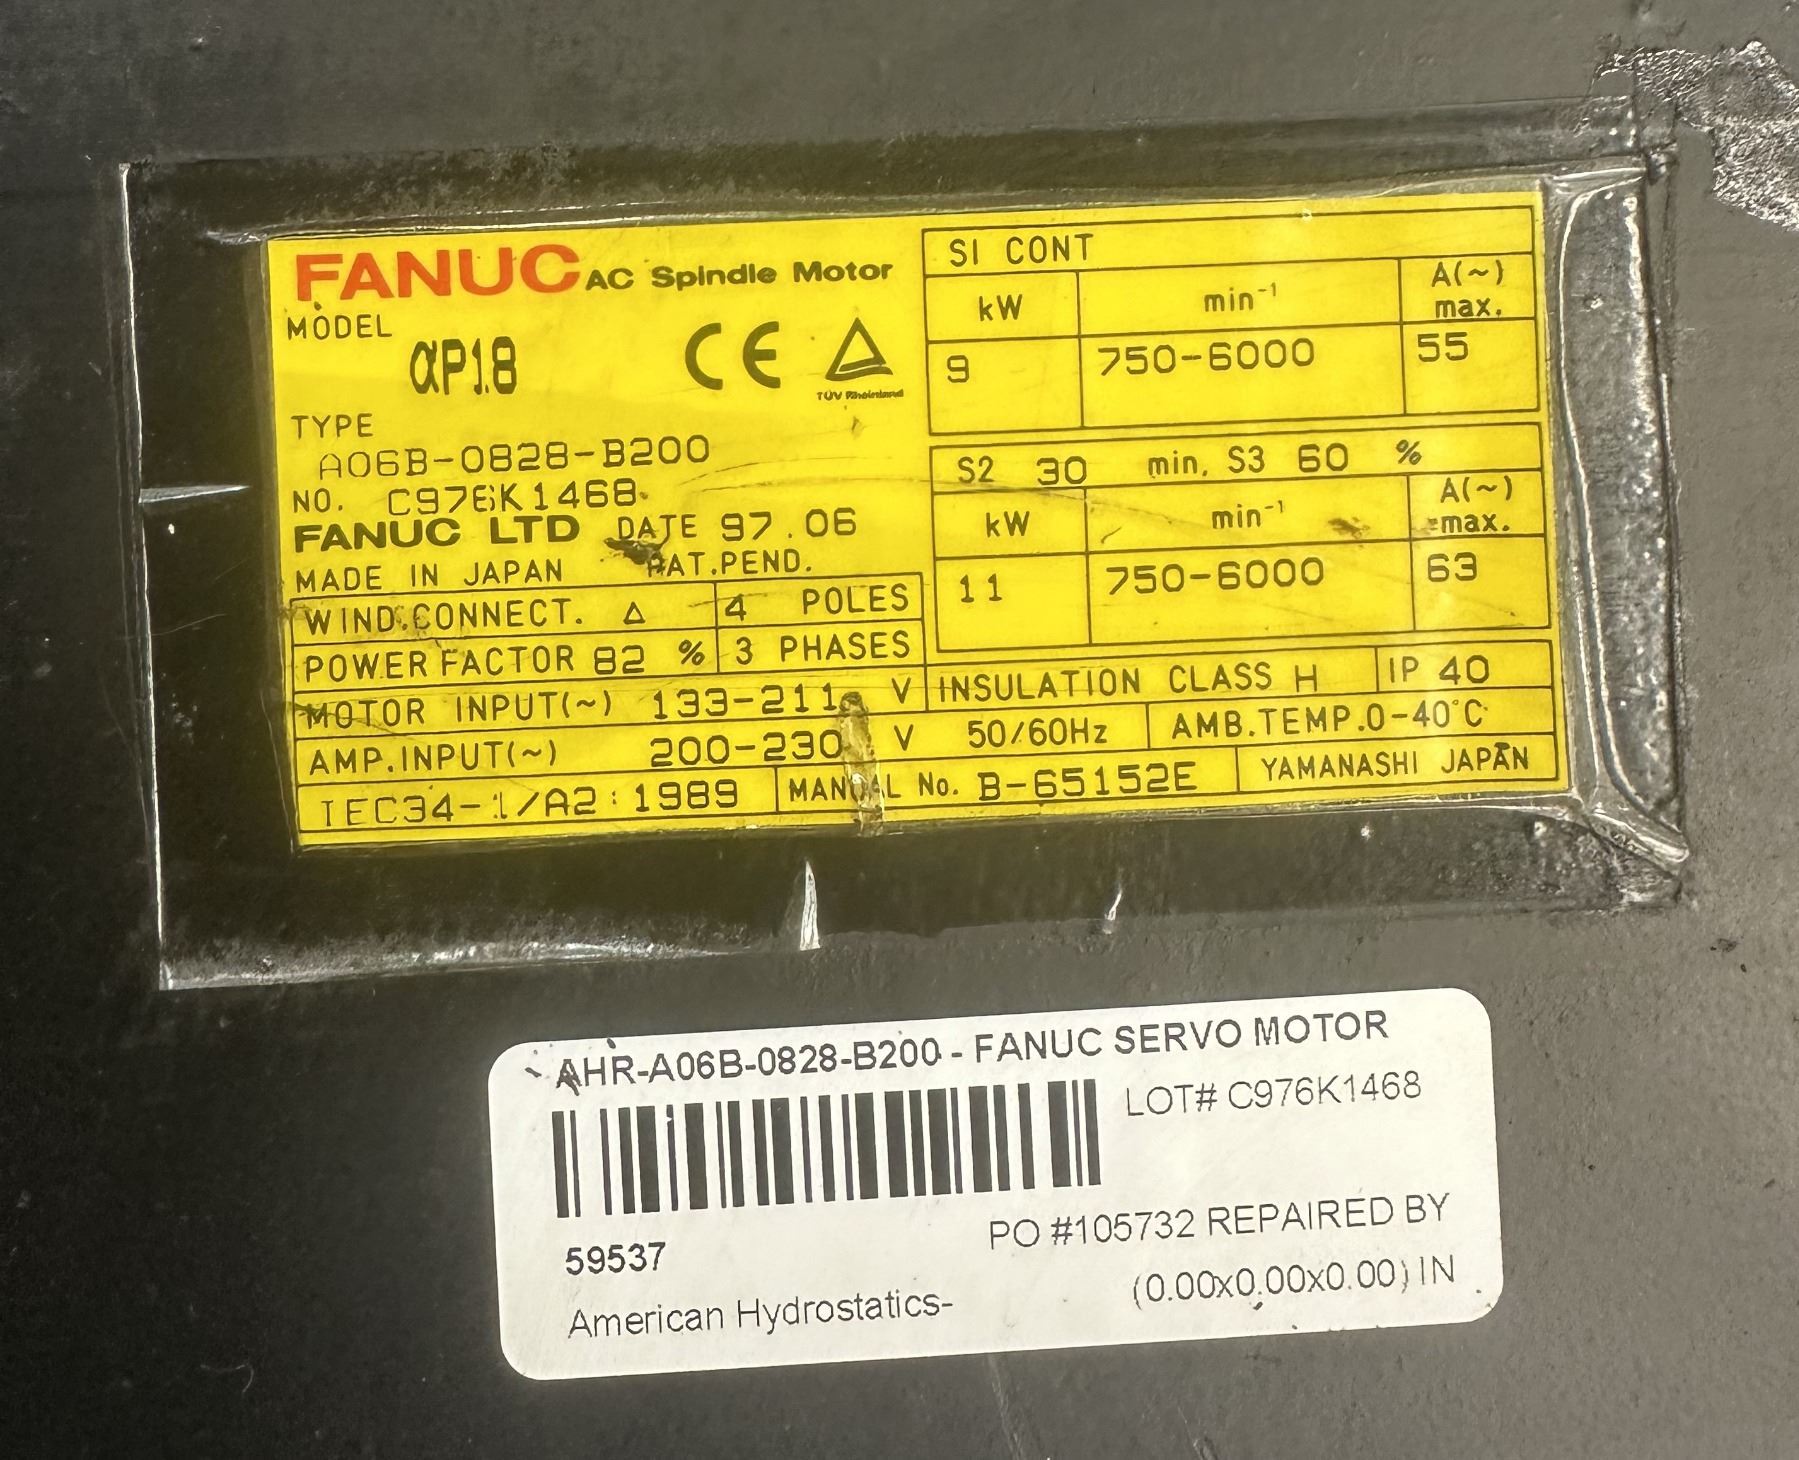 FANUC AC Spindle Motor
MODEL
αP18
CE
TÜV Rheinland
TYPE
A06B-0828-B200
NO. C976K1468
FANUC LTD DATE 97.06
MADE IN JAPAN PAT.PEND.
WIND.CONNECT. Δ 4 POLES
POWER FACTOR 82 % 3 PHASES
MOTOR INPUT(~) 133-211 V
AMP.INPUT(~) 200-230 V 50/60Hz
IEC34-1/A2:1989
MANUAL No. B-65152E
S1 CONT
kW min-1 A(~) max.
9 750-6000 55
S2 30 min, S3 60 %
kW min-1 A(~) max.
11 750-6000 63
INSULATION CLASS H IP 40
AMB.TEMP.0-40°C
YAMANASHI JAPAN
AHR-A06B-0828-B200 - FANUC SERVO MOTOR
LOT# C976K1468
PO #105732 REPAIRED BY
59537
(0.00x0.00x0.00) IN
American Hydrostatics-